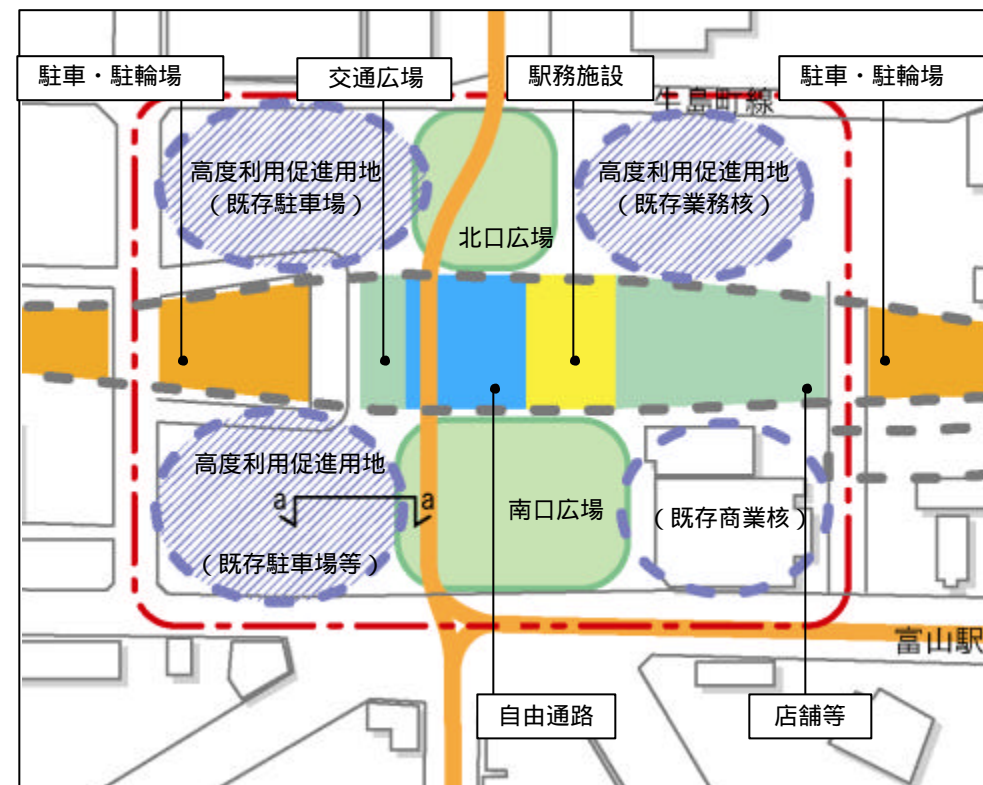 駐車・駐輪場
交通広場
駅務施設
駐車・駐輪場
牛島町線
高度利用促進用地
(既存駐車場)
高度利用促進用地
(既存業務核)
北口広場
高度利用促進用地
a
a
南口広場
(既存商業核)
(既存駐車場等)
富山駅
自由通路
店舗等